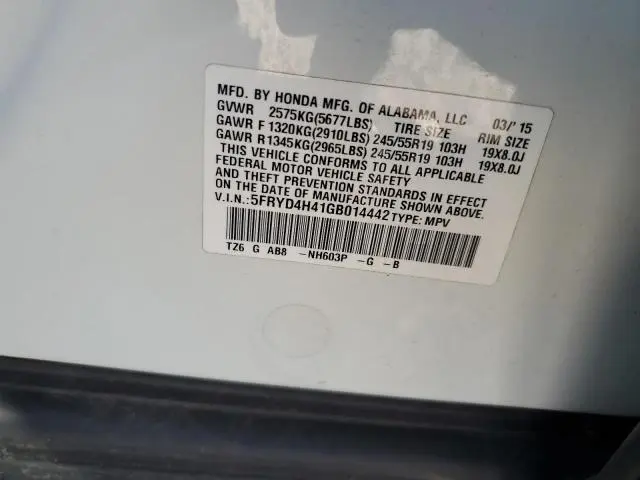 MFD. BY HONDA MFG. OF ALABAMA, LLC 03/'15
GVWR 2575KG(5677LBS) TIRE SIZE RIM SIZE
GAWR F 1320KG(2910LBS) 245/55R19 103H 19X8.0J
GAWR R1345KG(2965LBS) 245/55R19 103H 19X8.0J
THIS VEHICLE CONFORMS TO ALL APPLICABLE
FEDERAL MOTOR VEHICLE SAFETY
AND THEFT PREVENTION STANDARDS IN EFFECT
ON THE DATE OF MANUFACTURE SHOWN ABOVE.
V.I.N.:5FRYD4H41GB014442 TYPE: MPV
TZ6 G AB8 -NH603P -G -B